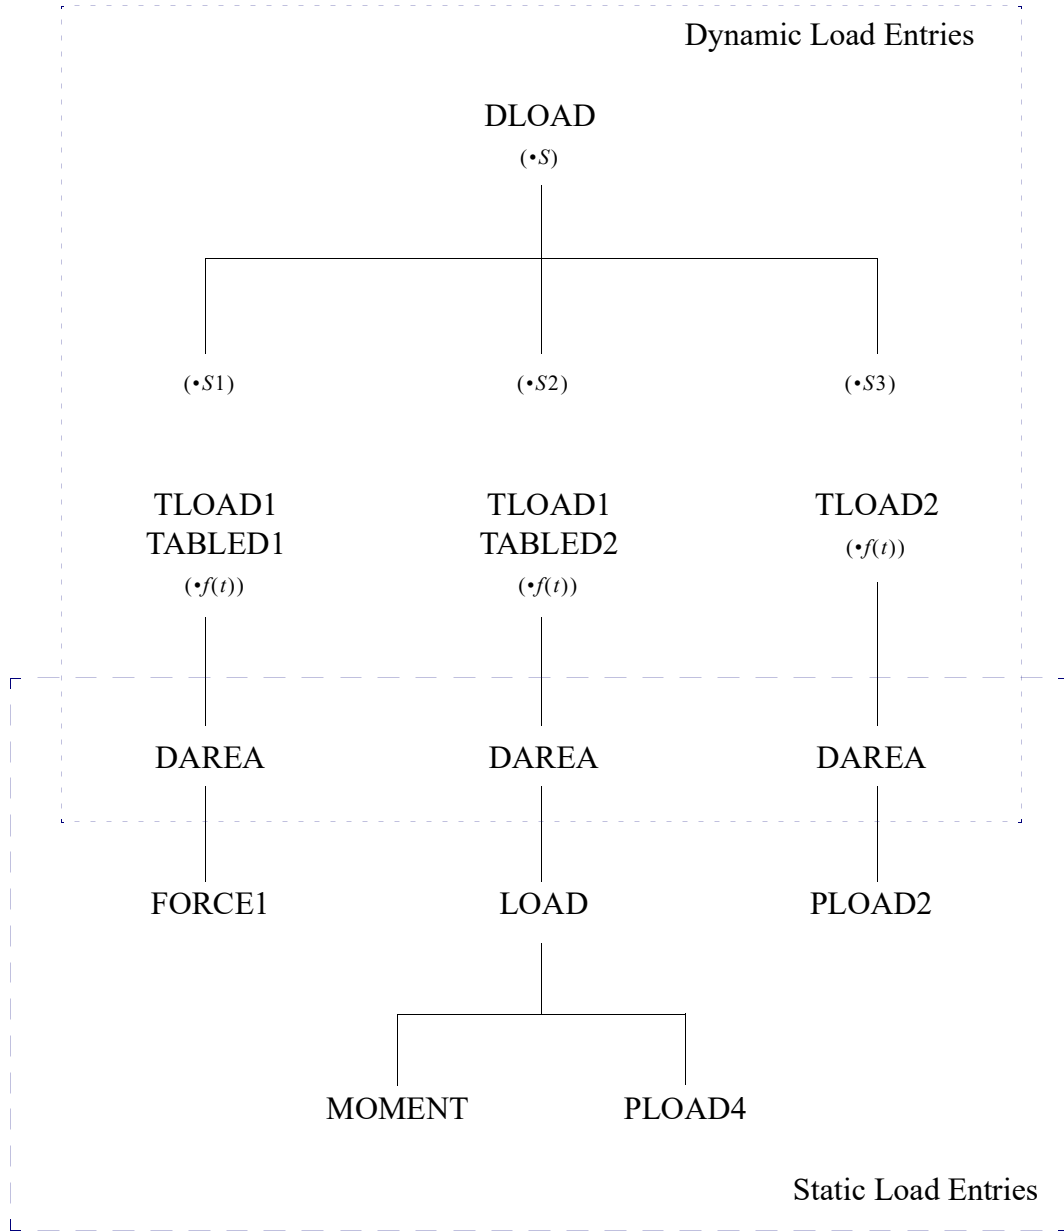 Dynamic Load Entries
DLOAD
(•S)
(•S1) (•S2) (•S3)
TLOAD1 TLOAD1 TLOAD2
TABLED1 TABLED2 (•f(t))
(•f(t)) (•f(t))
DAREA DAREA DAREA
FORCE1 LOAD PLOAD2
MOMENT PLOAD4
Static Load Entries